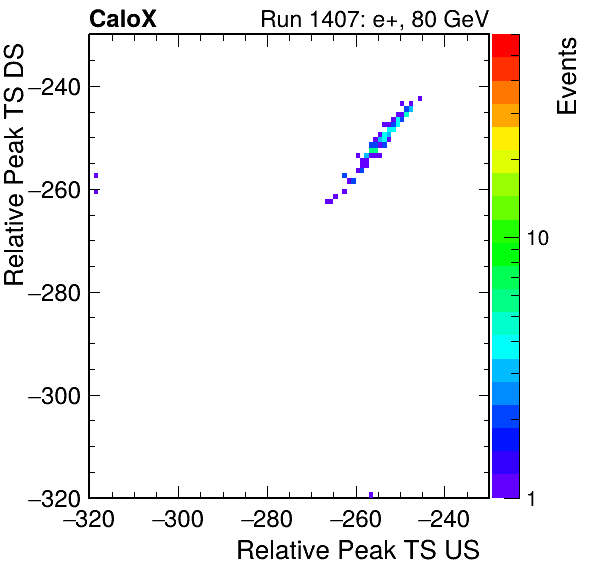 CaloX Run 1407: e+, 80 GeV
Events
Relative Peak TS DS
−240
−260
−280
−300
−320
10
1
−320 −300 −280 −260 −240
Relative Peak TS US